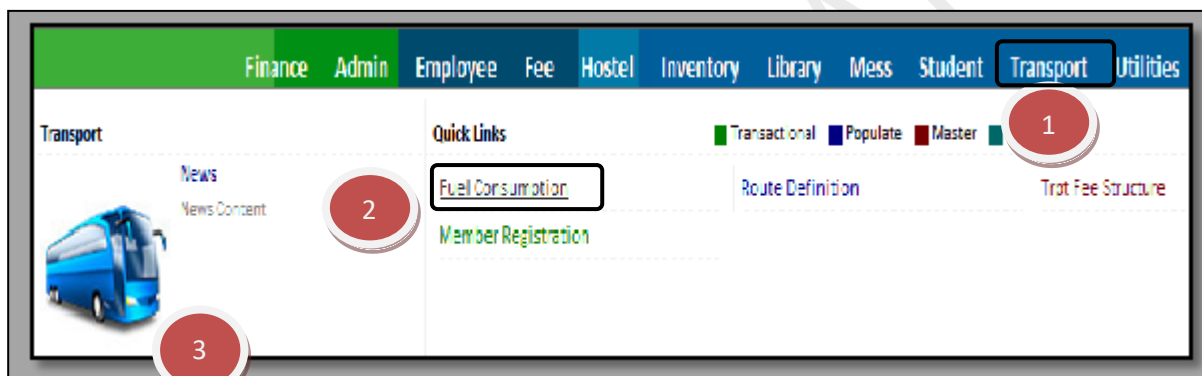 Finance Admin Employee Fee Hostel Inventory Library Mess Student Transport Utilities
1
Transport Quick Links Transactional Populate Master
News
News Content
2
Fuel Consumption Route Definition Trpt Fee Structure
Member Registration
3